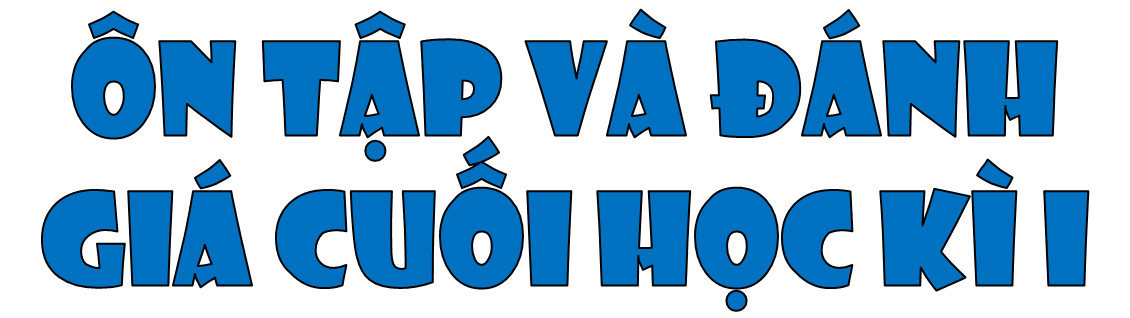 ÔN TẬP VÀ ĐÁNH
GIÁ CUỐI HỌC KÌ I